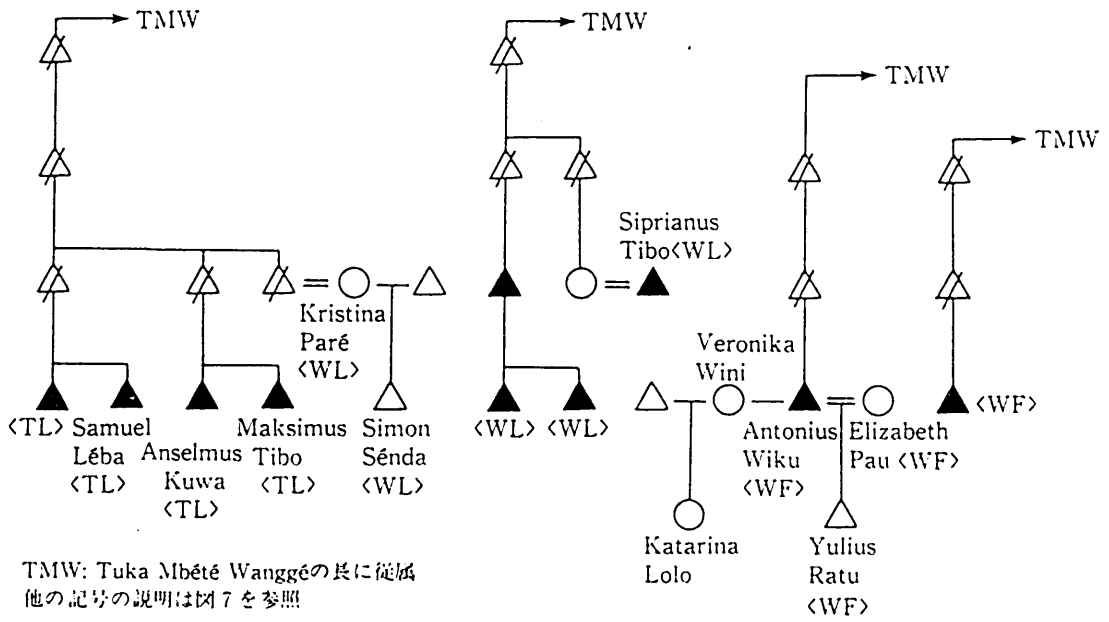 TMW
TMW
TMW
TMW
Siprianus
Tibo<WL>
Kristina
Paré
<WL>
Veronika
Wini
<TL>
Samuel
Léba
<TL>
Anselmus
Kuwa
<TL>
Maksimus
Tibo
<TL>
Simon
Sénda
<WL>
<WL>
<WL>
Antonius
Wiku
<WF>
Elizabeth
Pau <WF>
<WF>
Katarina
Lolo
Yulius
Ratu
<WF>
TMW: Tuka Mbété Wanggéの長に従属
他の記号の説明は図7を参照